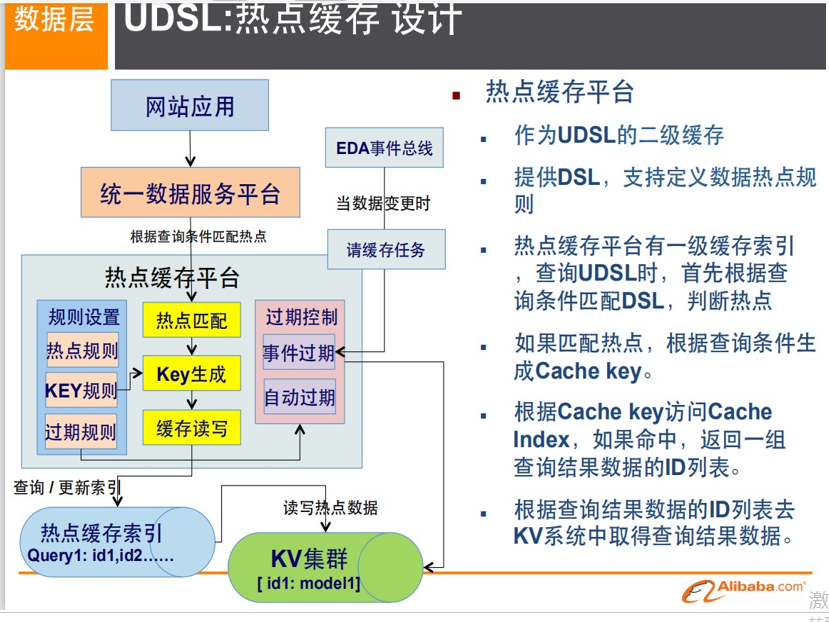 数据层
UDSL:热点缓存 设计
网站应用
统一数据服务平台
根据查询条件匹配热点
EDA事件总线
当数据变更时
请缓存任务
热点缓存平台
规则设置
热点规则
KEY规则
过期规则
热点匹配
Key生成
缓存读写
过期控制
事件过期
自动过期
查询 / 更新索引
热点缓存索引
Query1: id1,id2……
读写热点数据
KV集群
[ id1: model1]
热点缓存平台
作为UDSL的二级缓存
提供DSL，支持定义数据热点规
则
热点缓存平台有一级缓存索引
，查询UDSL时，首先根据查
询条件匹配DSL，判断热点
如果匹配热点，根据查询条件生
成Cache key。
根据Cache key访问Cache
Index，如果命中，返回一组
查询结果数据的ID列表。
根据查询结果数据的ID列表去
KV系统中取得查询结果数据。
Alibaba.com®
激